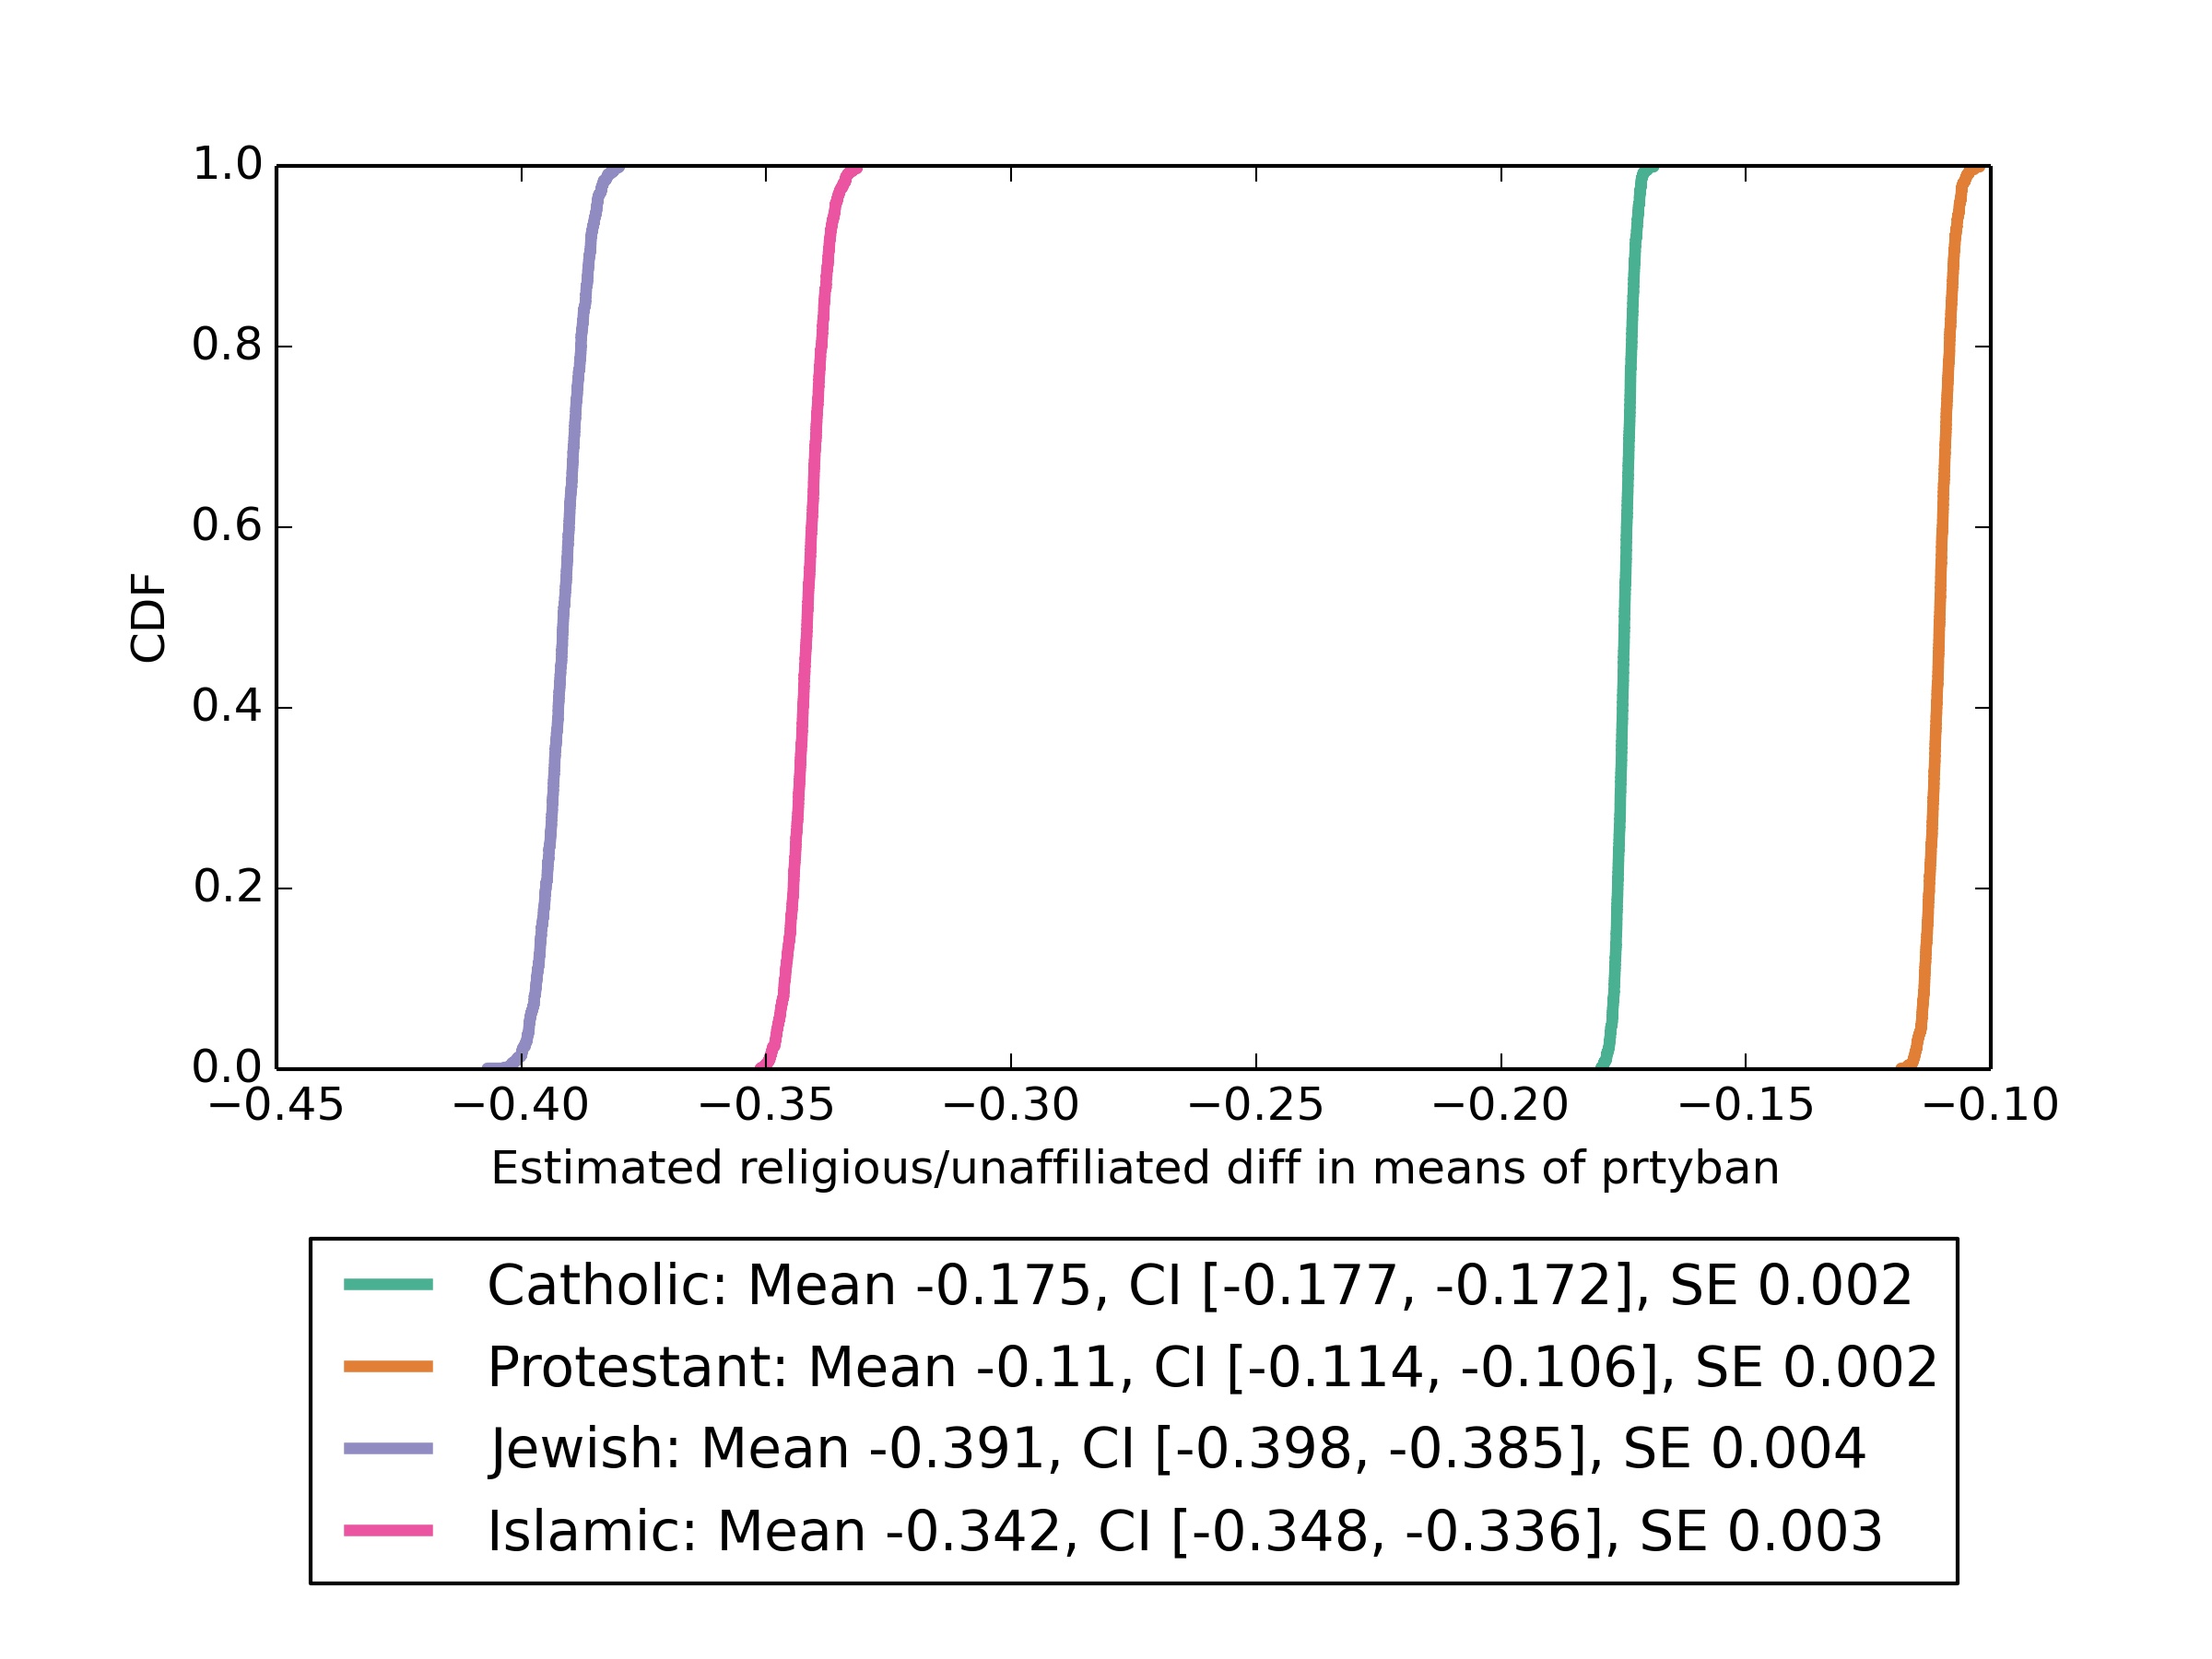 1.0
0.8
0.6
0.4
0.2
0.0
CDF
−0.45 −0.40 −0.35 −0.30 −0.25 −0.20 −0.15 −0.10
Estimated religious/unaffiliated diff in means of prtyban
Catholic: Mean -0.175, CI [-0.177, -0.172], SE 0.002
Protestant: Mean -0.11, CI [-0.114, -0.106], SE 0.002
Jewish: Mean -0.391, CI [-0.398, -0.385], SE 0.004
Islamic: Mean -0.342, CI [-0.348, -0.336], SE 0.003